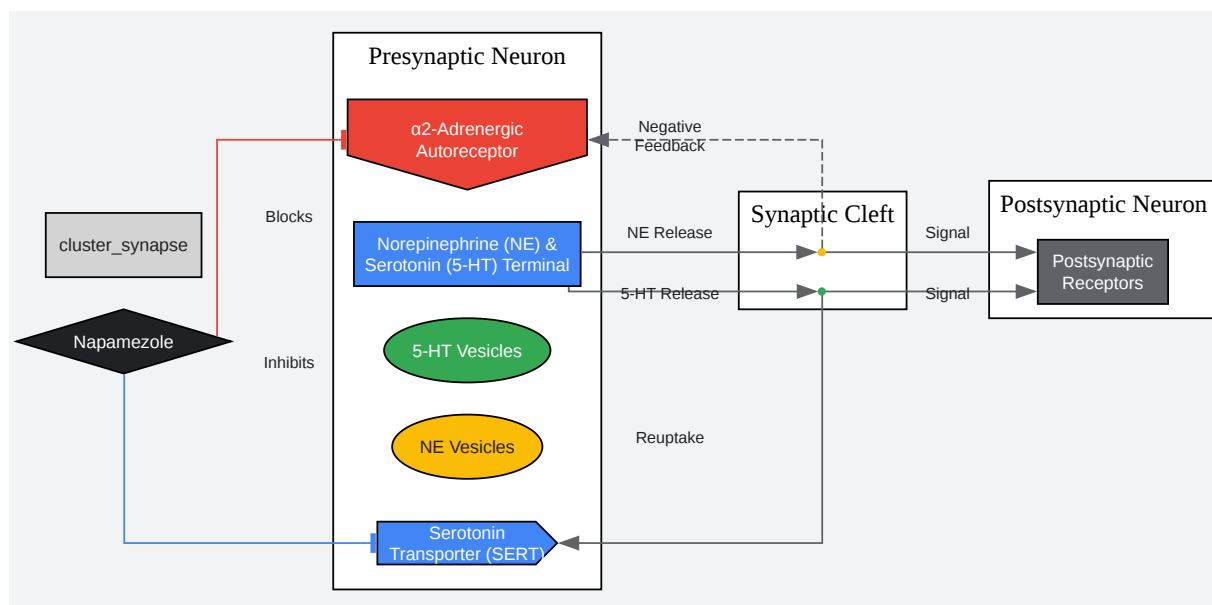 Presynaptic Neuron
α2-Adrenergic
Autoreceptor
Negative
Feedback
Blocks
cluster_synapse
Norepinephrine (NE) &
Serotonin (5-HT) Terminal
NE Release
5-HT Release
Synaptic Cleft
Signal
Signal
Postsynaptic Neuron
Postsynaptic
Receptors
Napamezole
Inhibits
5-HT Vesicles
NE Vesicles
Reuptake
Serotonin
Transporter (SERT)